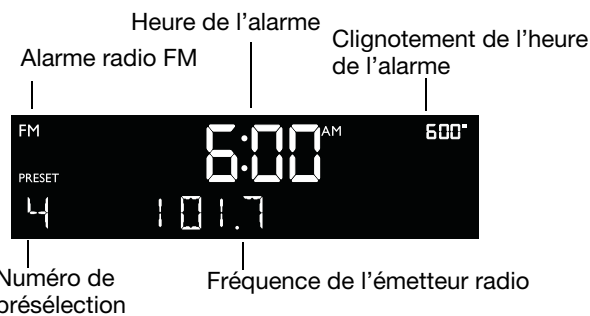 Heure de l'alarme
Alarme radio FM
Clignotement de l'heure
de l'alarme
FM
6:00 AM
600"
PRESET
4
101.7
Numéro de
présélection
Fréquence de l'émetteur radio